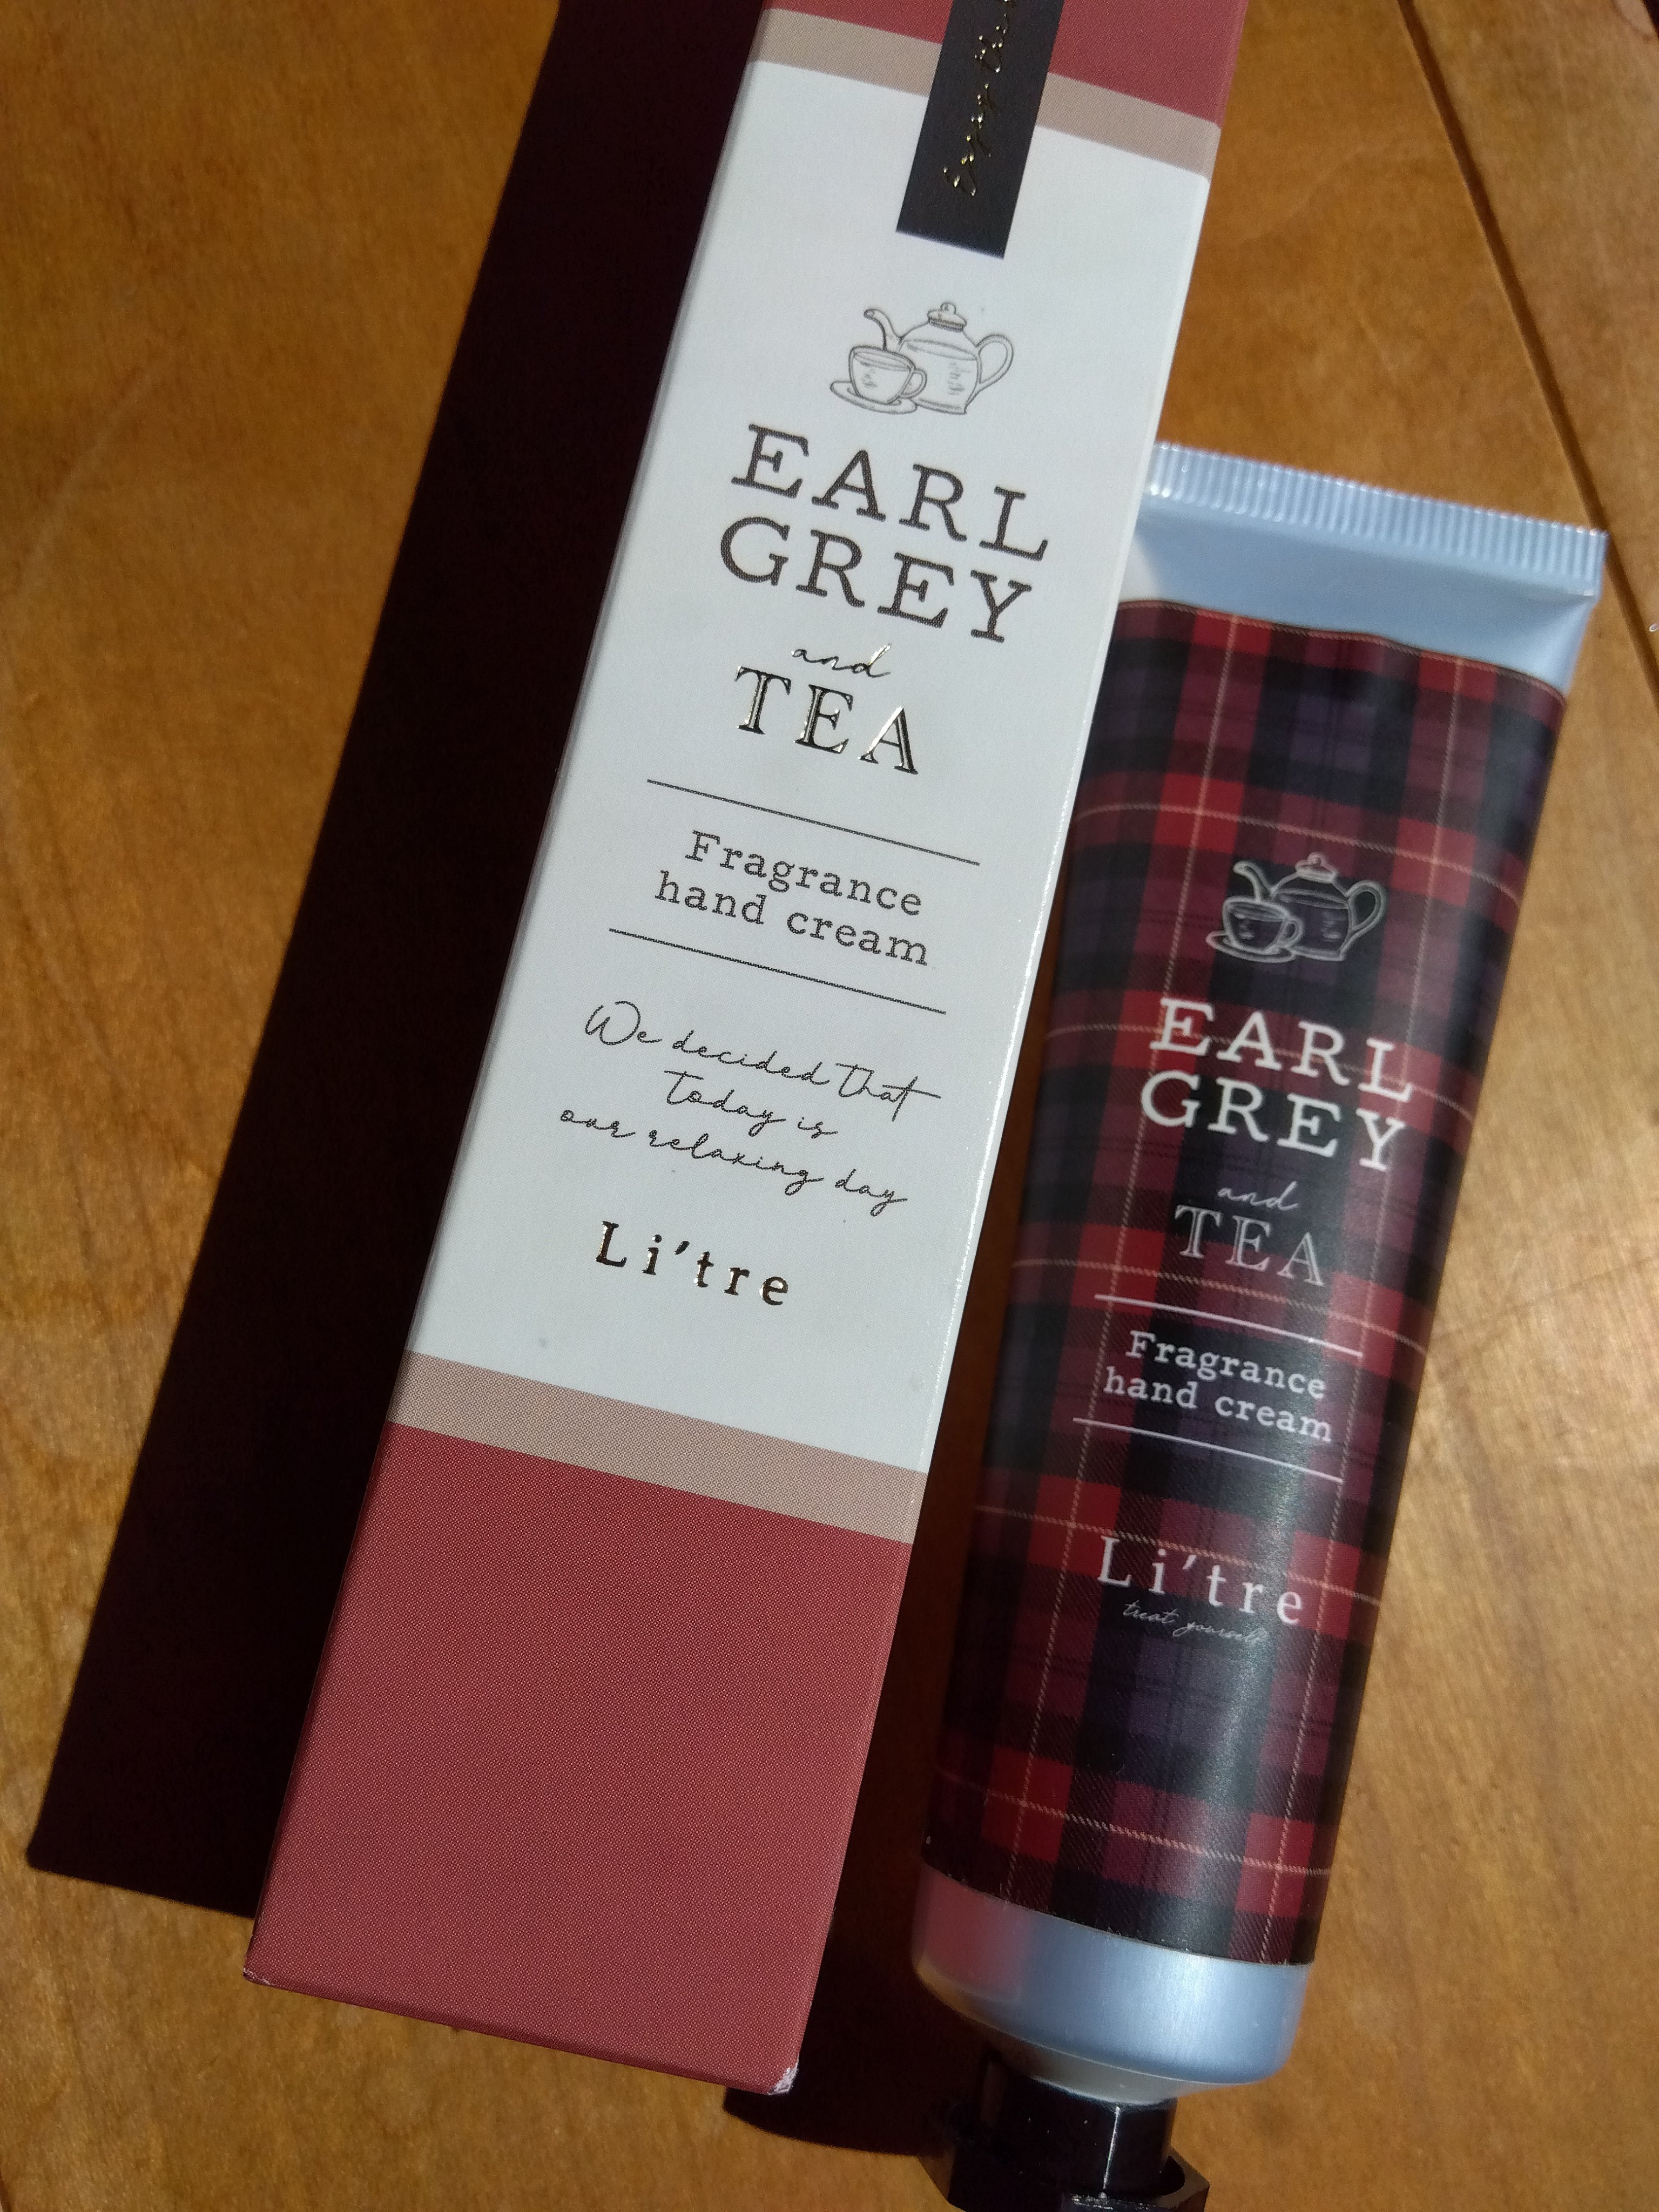 Enjoy
EARL
GREY
and
TEA
Fragrance
hand cream
We decided that
today is
our relaxing day
Li'tre
EARL
GREY
and
TEA
Fragrance
hand cream
Li'tre
treat yourself